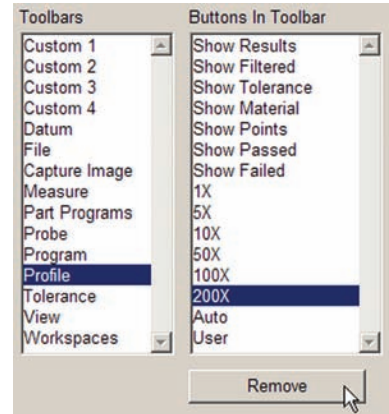 Toolbars
Custom 1
Custom 2
Custom 3
Custom 4
Datum
File
Capture Image
Measure
Part Programs
Probe
Program
Profile
Tolerance
View
Workspaces
Buttons In Toolbar
Show Results
Show Filtered
Show Tolerance
Show Material
Show Points
Show Passed
Show Failed
1X
5X
10X
50X
100X
200X
Auto
User
Remove